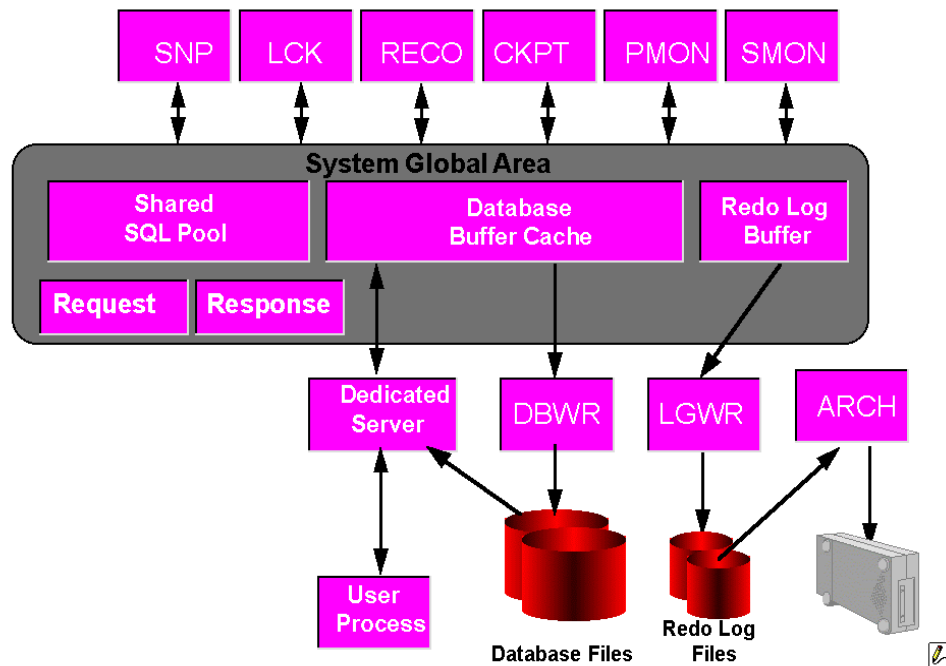 SNP
LCK
RECO
CKPT
PMON
SMON
System Global Area
Shared
SQL Pool
Database
Buffer Cache
Redo Log
Buffer
Request
Response
Dedicated
Server
DBWR
LGWR
ARCH
User
Process
Database Files
Redo Log
Files